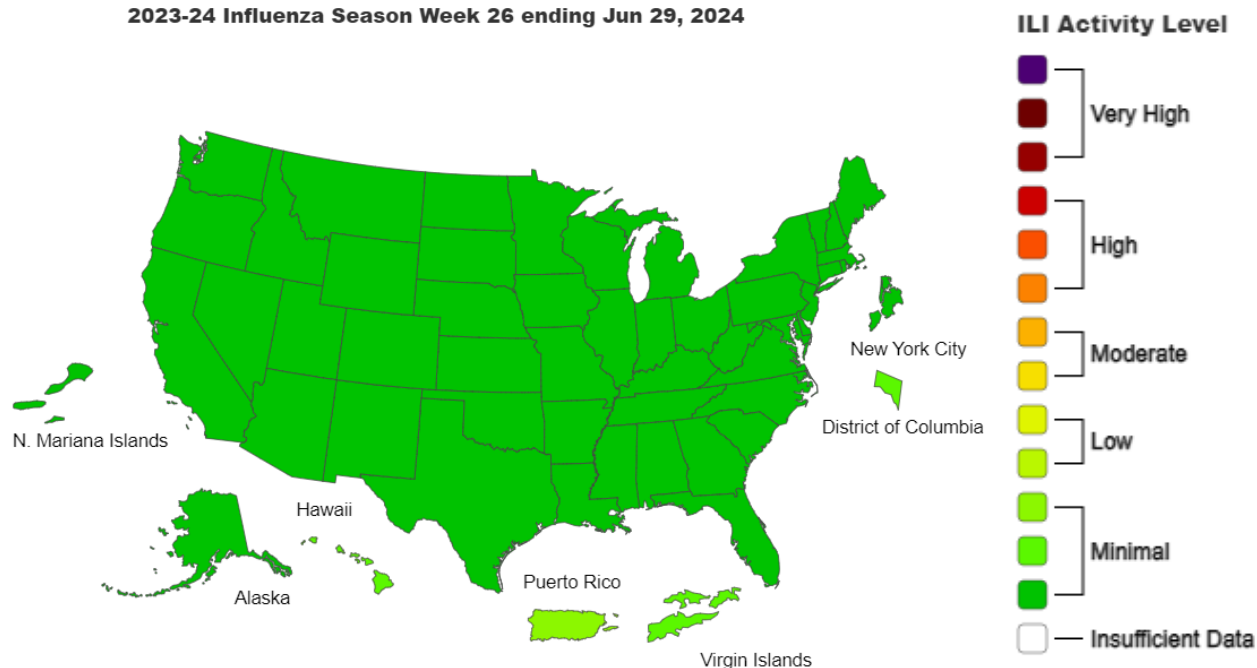 2023-24 Influenza Season Week 26 ending Jun 29, 2024
ILI Activity Level
Very High
High
Moderate
Low
Minimal
Insufficient Data
New York City
District of Columbia
N. Mariana Islands
Hawaii
Alaska
Puerto Rico
Virgin Islands